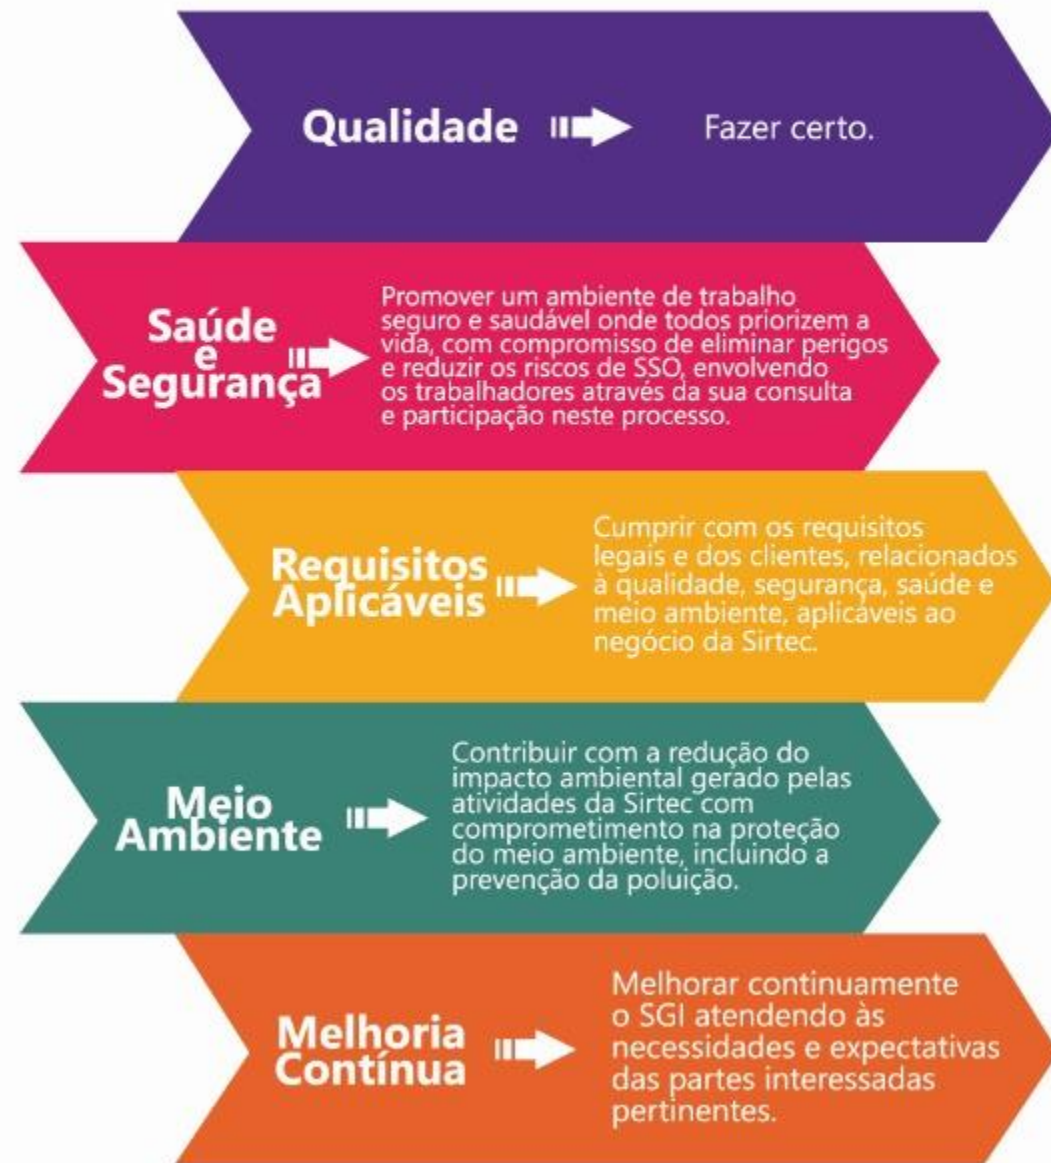 Qualidade
Fazer certo.
Saúde
e
Segurança
Promover um ambiente de trabalho
seguro e saudável onde todos priorizem a
vida, com compromisso de eliminar perigos
e reduzir os riscos de SSO, envolvendo
os trabalhadores através da sua consulta
e participação neste processo.
Requisitos
Aplicáveis
Cumprir com os requisitos
legais e dos clientes, relacionados
à qualidade, segurança, saúde e
meio ambiente, aplicáveis ao
negócio da Sirtec.
Meio
Ambiente
Contribuir com a redução do
impacto ambiental gerado pelas
atividades da Sirtec com
comprometimento na proteção
do meio ambiente, incluindo a
prevenção da poluição.
Melhoria
Contínua
Melhorar continuamente
o SGI atendendo às
necessidades e expectativas
das partes interessadas
pertinentes.